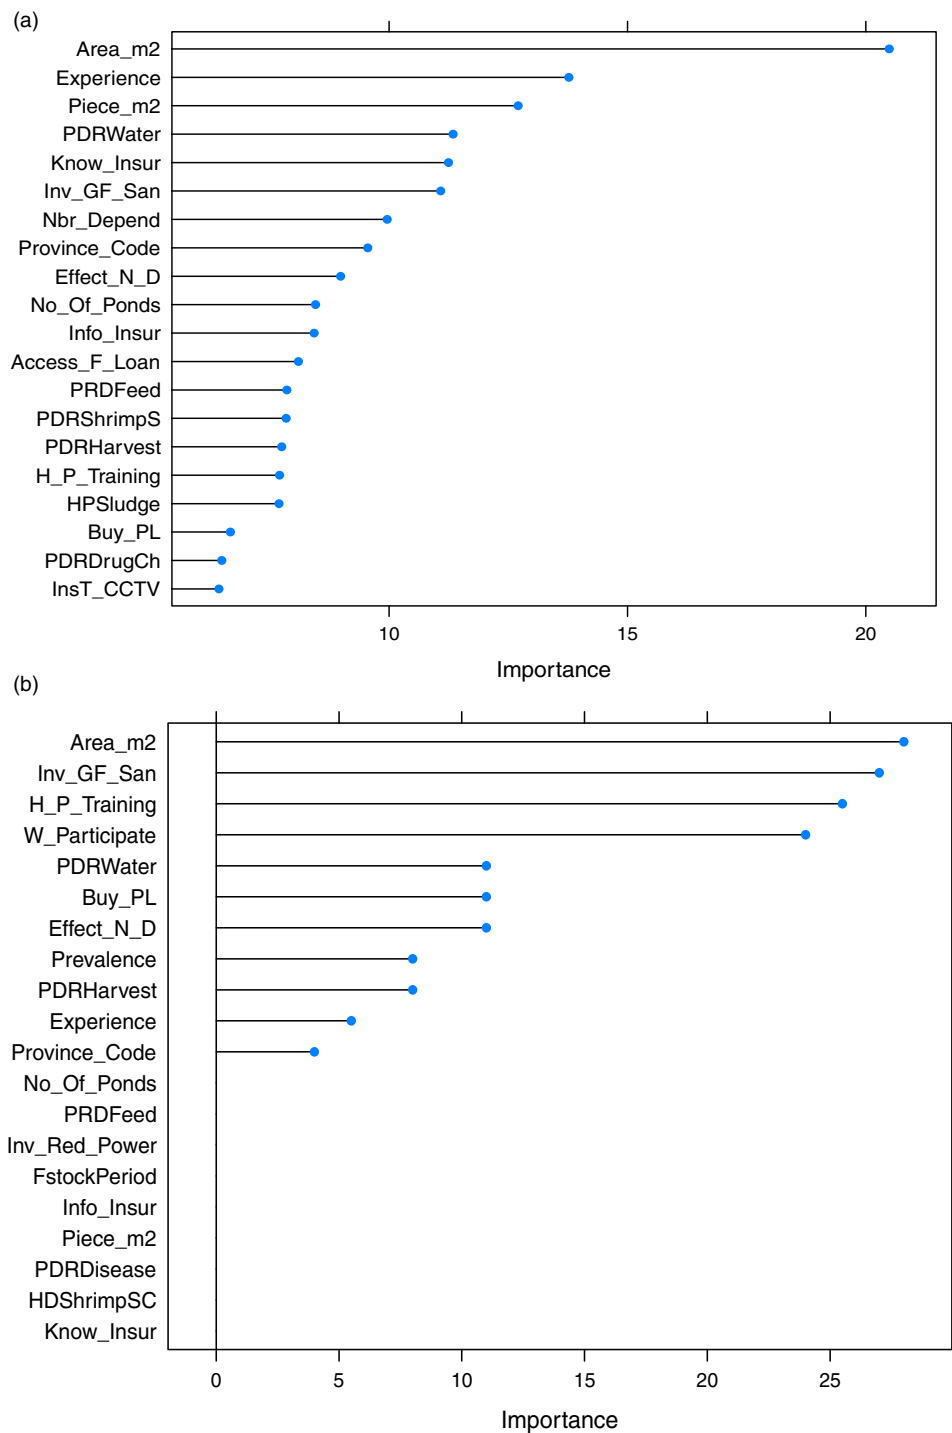 (a)
Area_m2
Experience
Piece_m2
PDRWater
Know_Insur
Inv_GF_San
Nbr_Depend
Province_Code
Effect_N_D
No_Of_Ponds
Info_Insur
Access_F_Loan
PRDFeed
PDRShrimpS
PDRHarvest
H_P_Training
HPSludge
Buy_PL
PDRDrugCh
InsT_CCTV
10 15 20
Importance
(b)
Area_m2
Inv_GF_San
H_P_Training
W_Participate
PDRWater
Buy_PL
Effect_N_D
Prevalence
PDRHarvest
Experience
Province_Code
No_Of_Ponds
PRDFeed
Inv_Red_Power
FstockPeriod
Info_Insur
Piece_m2
PDRDisease
HDShrimpSC
Know_Insur
0 5 10 15 20 25
Importance